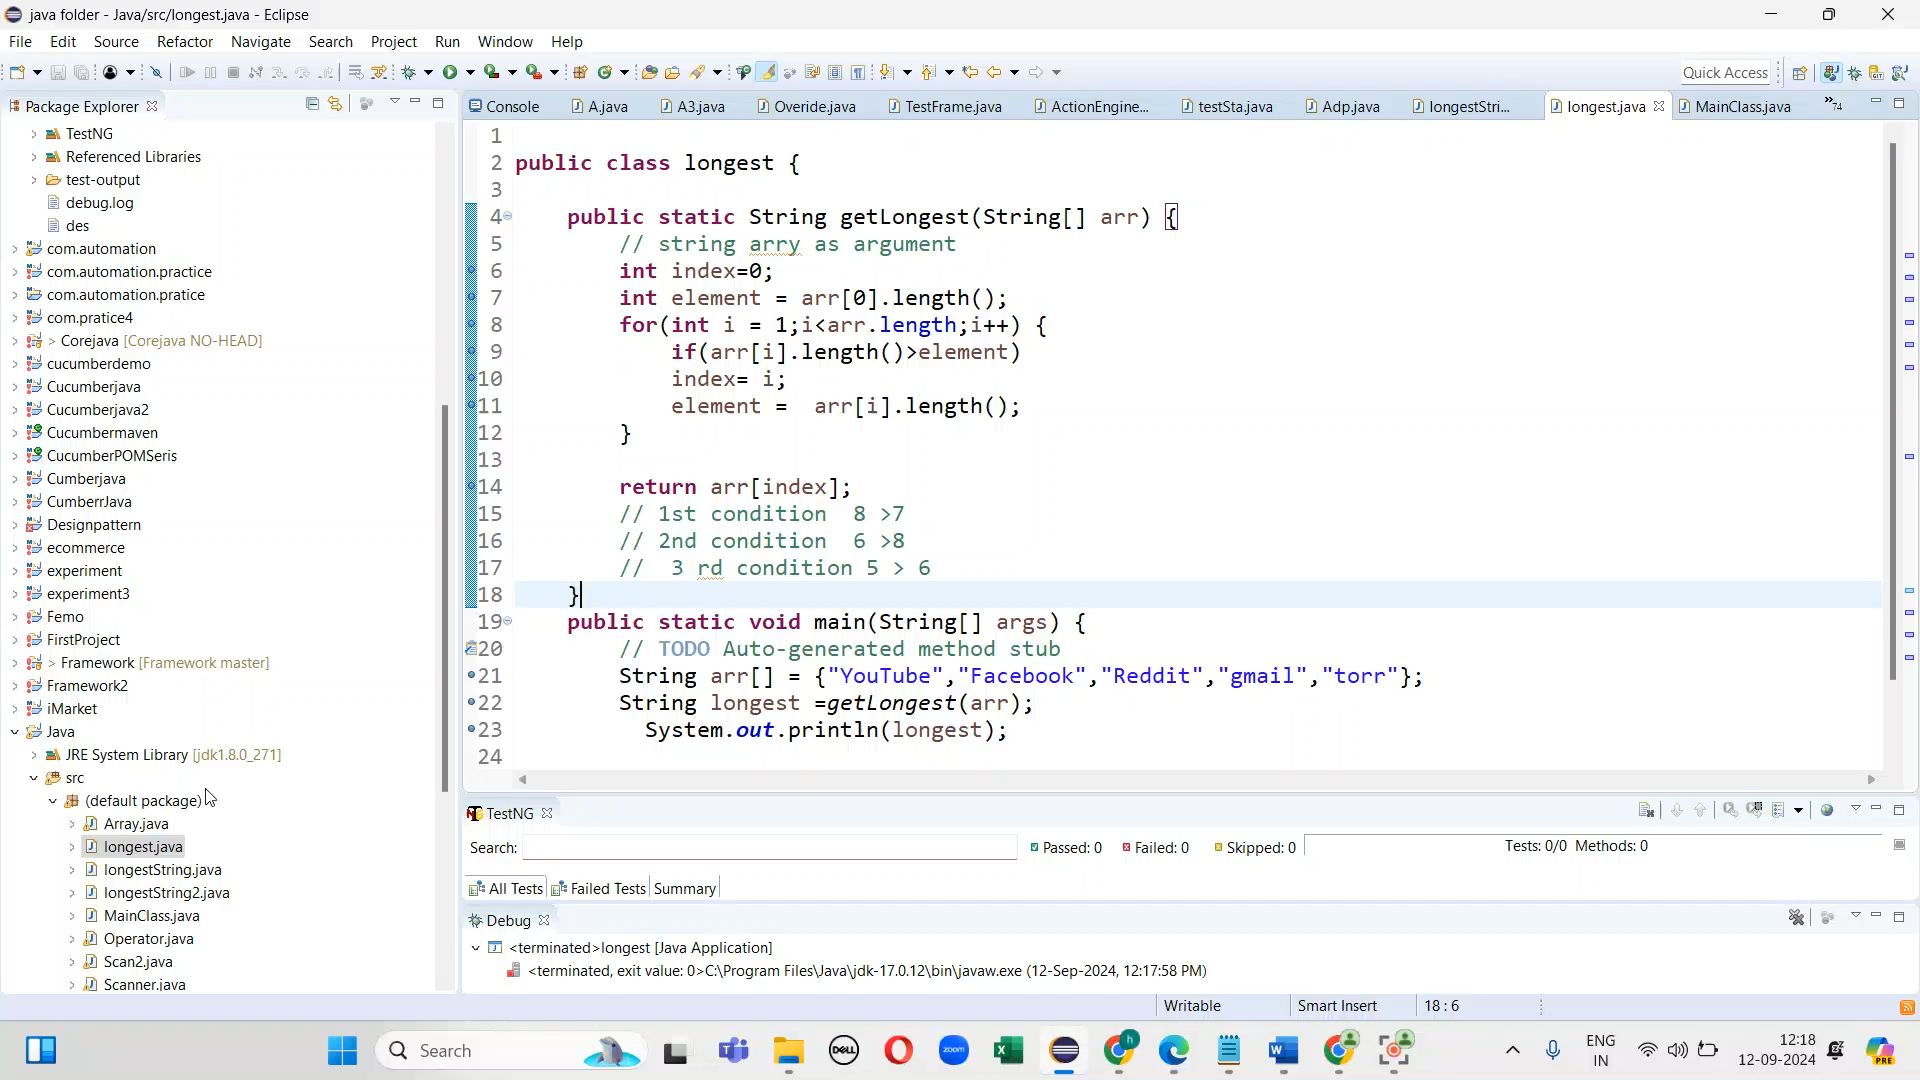 java folder - Java/src/longest.java - Eclipse
File Edit Source Refactor Navigate Search Project Run Window Help
Quick Access
Package Explorer
TestNG
Referenced Libraries
test-output
debug.log
des
com.automation
com.automation.practice
com.automation.pratice
com.pratice4
> Corejava [Corejava NO-HEAD]
cucumberdemo
Cucumberjava
Cucumberjava2
Cucumbermaven
CucumberPOMSeris
Cumberjava
CumberrJava
Designpattern
ecommerce
experiment
experiment3
Femo
FirstProject
> Framework [Framework master]
Framework2
iMarket
Java
JRE System Library [jdk1.8.0_271]
src
(default package)
Array.java
longest.java
longestString.java
longestString2.java
MainClass.java
Operator.java
Scan2.java
Scanner.java
Console A.java A3.java Overide.java TestFrame.java ActionEngine... testSta.java Adp.java longestStri... longest.java MainClass.java »74
1
2 public class longest {
3
4 public static String getLongest(String[] arr) {
5 // string arry as argument
6 int index=0;
7 int element = arr[0].length();
8 for(int i = 1;i<arr.length;i++) {
9 if(arr[i].length()>element)
10 index= i;
11 element = arr[i].length();
12 }
13
14 return arr[index];
15 // 1st condition 8 >7
16 // 2nd condition 6 >8
17 // 3 rd condition 5 > 6
18 }
19 public static void main(String[] args) {
20 // TODO Auto-generated method stub
21 String arr[] = {"YouTube","Facebook","Reddit","gmail","torr"};
22 String longest =getLongest(arr);
23 System.out.println(longest);
24
TestNG
Search: Passed: 0 Failed: 0 Skipped: 0 Tests: 0/0 Methods: 0
All Tests Failed Tests Summary
Debug
<terminated>longest [Java Application]
<terminated, exit value: 0>C:\Program Files\Java\jdk-17.0.12\bin\javaw.exe (12-Sep-2024, 12:17:58 PM)
Writable Smart Insert 18 : 6
Search
DELL
zoom
h
ENG
IN
12:18
12-09-2024
PRE